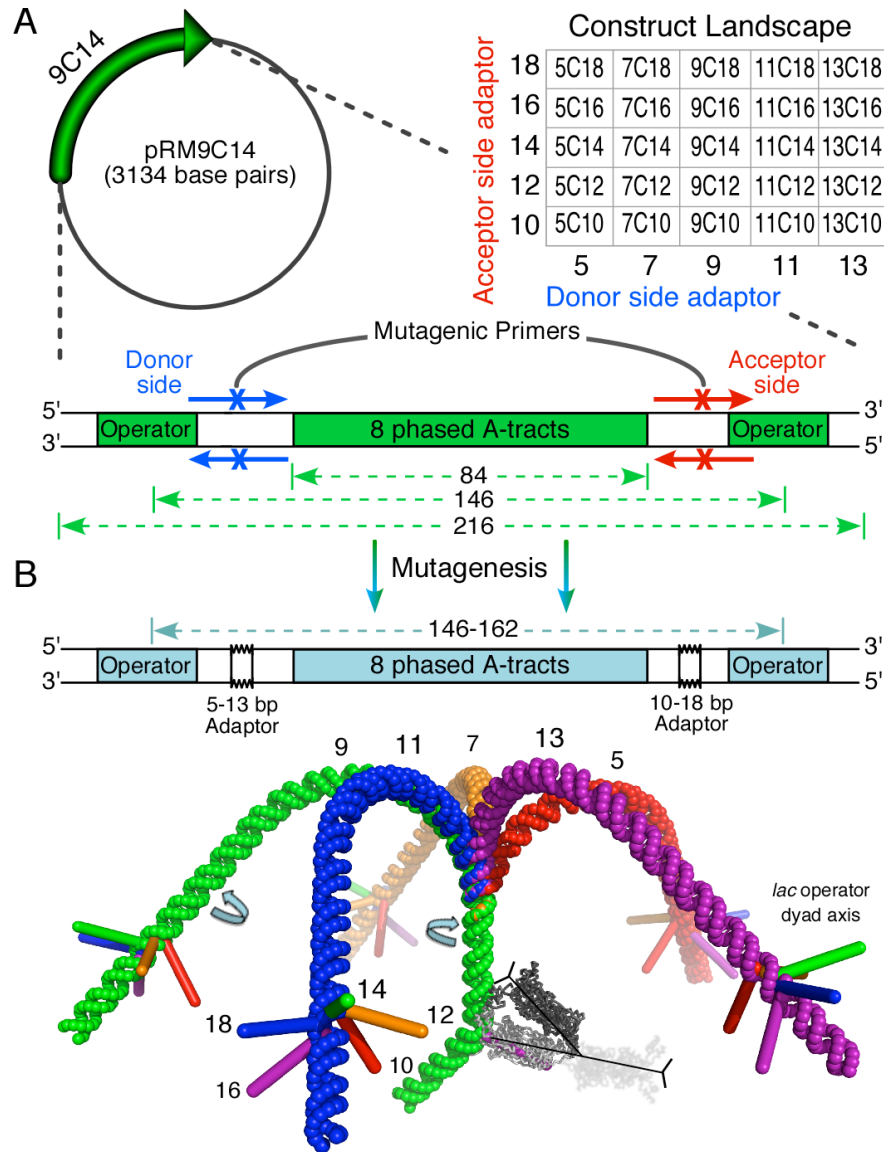 A
9C14
pRM9C14
(3134 base pairs)
Construct Landscape
Acceptor side adaptor
18 5C18 7C18 9C18 11C18 13C18
16 5C16 7C16 9C16 11C16 13C16
14 5C14 7C14 9C14 11C14 13C14
12 5C12 7C12 9C12 11C12 13C12
10 5C10 7C10 9C10 11C10 13C10
5 7 9 11 13
Donor side adaptor
Mutagenic Primers
Donor
side
Acceptor
side
5' 3'
Operator 8 phased A-tracts Operator
3' 5'
84
146
216
B
Mutagenesis
146-162
5' 3'
Operator 8 phased A-tracts Operator
3' 5'
5-13 bp
Adaptor
10-18 bp
Adaptor
9 11 7 13 5
lac operator
dyad axis
14
18 12
16 10